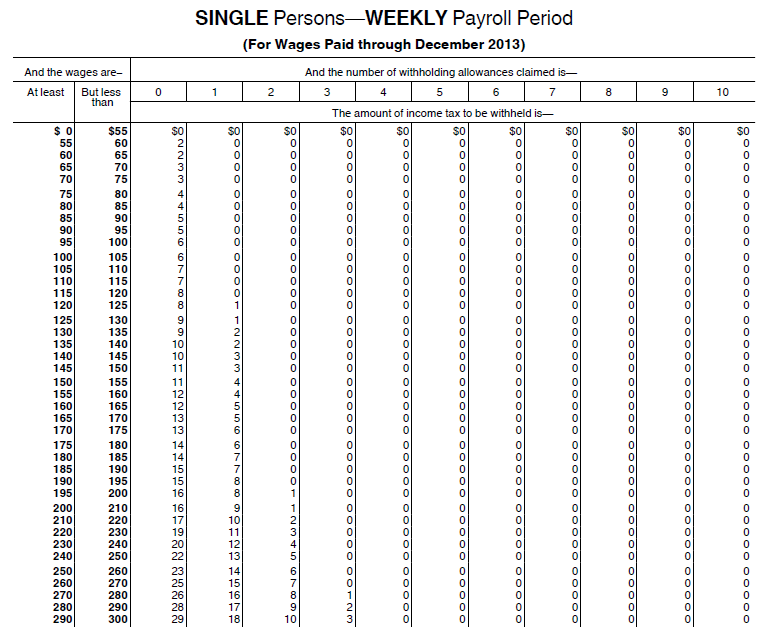 SINGLE Persons—WEEKLY Payroll Period
(For Wages Paid through December 2013)
And the wages are– And the number of withholding allowances claimed is—
At least But less than 0 1 2 3 4 5 6 7 8 9 10
The amount of income tax to be withheld is—
$ 0 $55 $0 $0 $0 $0 $0 $0 $0 $0 $0 $0 $0
55 60 2 0 0 0 0 0 0 0 0 0 0
60 65 2 0 0 0 0 0 0 0 0 0 0
65 70 3 0 0 0 0 0 0 0 0 0 0
70 75 3 0 0 0 0 0 0 0 0 0 0
75 80 4 0 0 0 0 0 0 0 0 0 0
80 85 4 0 0 0 0 0 0 0 0 0 0
85 90 5 0 0 0 0 0 0 0 0 0 0
90 95 5 0 0 0 0 0 0 0 0 0 0
95 100 6 0 0 0 0 0 0 0 0 0 0
100 105 6 0 0 0 0 0 0 0 0 0 0
105 110 7 0 0 0 0 0 0 0 0 0 0
110 115 7 0 0 0 0 0 0 0 0 0 0
115 120 8 0 0 0 0 0 0 0 0 0 0
120 125 8 1 0 0 0 0 0 0 0 0 0
125 130 9 1 0 0 0 0 0 0 0 0 0
130 135 9 2 0 0 0 0 0 0 0 0 0
135 140 10 2 0 0 0 0 0 0 0 0 0
140 145 10 3 0 0 0 0 0 0 0 0 0
145 150 11 3 0 0 0 0 0 0 0 0 0
150 155 11 4 0 0 0 0 0 0 0 0 0
155 160 12 4 0 0 0 0 0 0 0 0 0
160 165 12 5 0 0 0 0 0 0 0 0 0
165 170 13 5 0 0 0 0 0 0 0 0 0
170 175 13 6 0 0 0 0 0 0 0 0 0
175 180 14 6 0 0 0 0 0 0 0 0 0
180 185 14 7 0 0 0 0 0 0 0 0 0
185 190 15 7 0 0 0 0 0 0 0 0 0
190 195 15 8 0 0 0 0 0 0 0 0 0
195 200 16 8 1 0 0 0 0 0 0 0 0
200 210 16 9 1 0 0 0 0 0 0 0 0
210 220 17 10 2 0 0 0 0 0 0 0 0
220 230 19 11 3 0 0 0 0 0 0 0 0
230 240 20 12 4 0 0 0 0 0 0 0 0
240 250 22 13 5 0 0 0 0 0 0 0 0
250 260 23 14 6 0 0 0 0 0 0 0 0
260 270 25 15 7 0 0 0 0 0 0 0 0
270 280 26 16 8 1 0 0 0 0 0 0 0
280 290 28 17 9 2 0 0 0 0 0 0 0
290 300 29 18 10 3 0 0 0 0 0 0 0